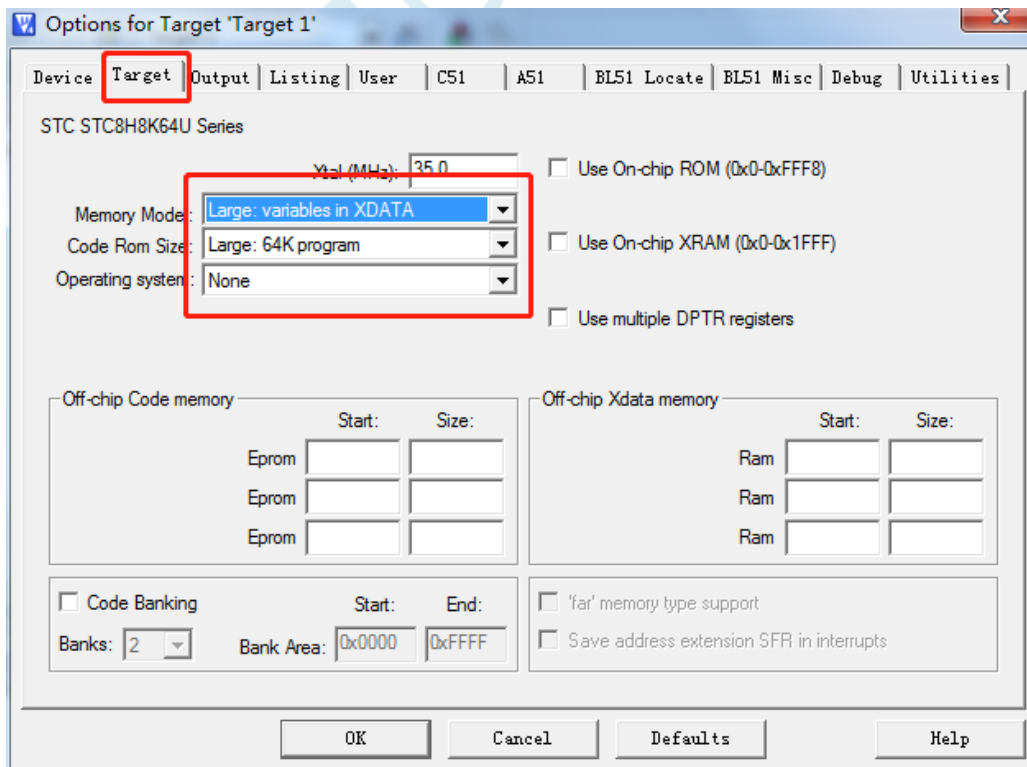 Options for Target 'Target 1'
Device Target Output Listing User C51 A51 BL51 Locate BL51 Misc Debug Utilities
STC STC8H8K64U Series
Xtal (MHz): 35.0 Use On-chip ROM (0x0-0xFFF8)
Memory Model: Large: variables in XDATA
Code Rom Size: Large: 64K program Use On-chip XRAM (0x0-0x1FFF)
Operating system: None
Use multiple DPTR registers
Off-chip Code memory
Start: Size:
Eprom
Eprom
Eprom
Off-chip Xdata memory
Start: Size:
Ram
Ram
Ram
Code Banking Start: End:
Banks: 2 Bank Area: 0x0000 0xFFFF
'far' memory type support
Save address extension SFR in interrupts
OK Cancel Defaults Help